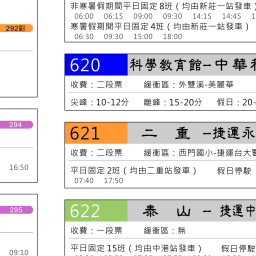 非寒暑假期間平日固定 8班（均由新莊一站發車）
06:00 06:15 09:00 09:30 14:15 14:45
寒暑假期間平日固定 4班（均由新莊一站發車）
06:30 09:30 15:00 18:00
292副
620 科學教育館-中華
收費：二段票 緩衝區：外雙溪-美麗華
尖峰：10-12分 離峰：15-20分 假日：20-
294
16:50
621 二 重 -捷運永
收費：二段票 緩衝區：西門國小-捷運台大
平日固定 2班（均由二重站發車） 假日停駛
07:40 17:50
295
09:10
622 泰 山 -捷運中
收費：一段票 緩衝區：無
平日固定 15班（均由中港站發車） 假日停駛